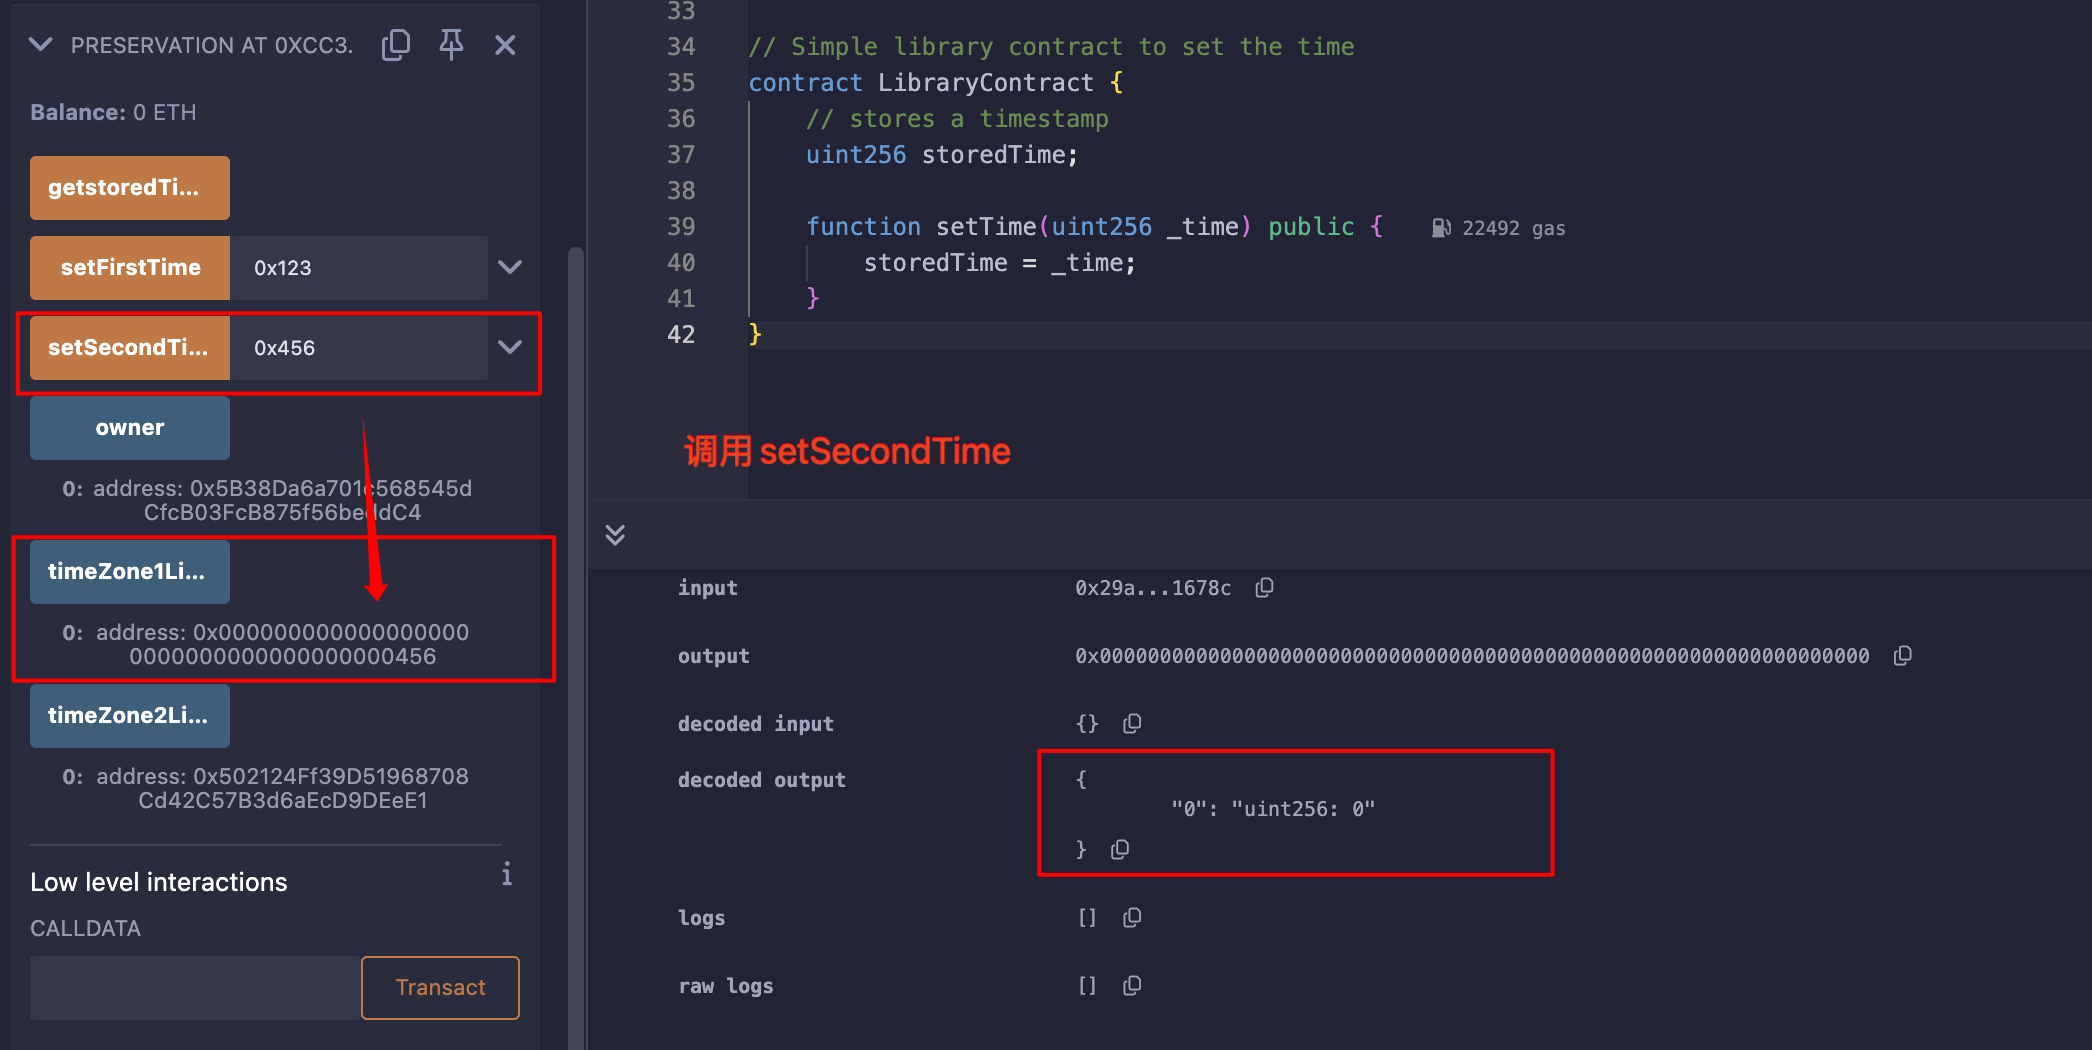 PRESERVATION AT 0XCC3.
Balance: 0 ETH
getstoredTi...
setFirstTime 0x123
setSecondTi... 0x456
owner
0: address: 0x5B38Da6a701c568545d
CfcB03FcB875f56beddC4
timeZone1Li...
0: address: 0x000000000000000000
0000000000000000000456
timeZone2Li...
0: address: 0x502124Ff39D51968708
Cd42C57B3d6aEcD9DEeE1
Low level interactions
i
CALLDATA
Transact
33
34 // Simple library contract to set the time
35 contract LibraryContract {
36 // stores a timestamp
37 uint256 storedTime;
38
39 function setTime(uint256 _time) public { 22492 gas
40 storedTime = _time;
41 }
42 }
调用 setSecondTime
input 0x29a...1678c
output 0x0000000000000000000000000000000000000000000000000000000000000000
decoded input {}
decoded output {
"0": "uint256: 0"
}
logs []
raw logs []